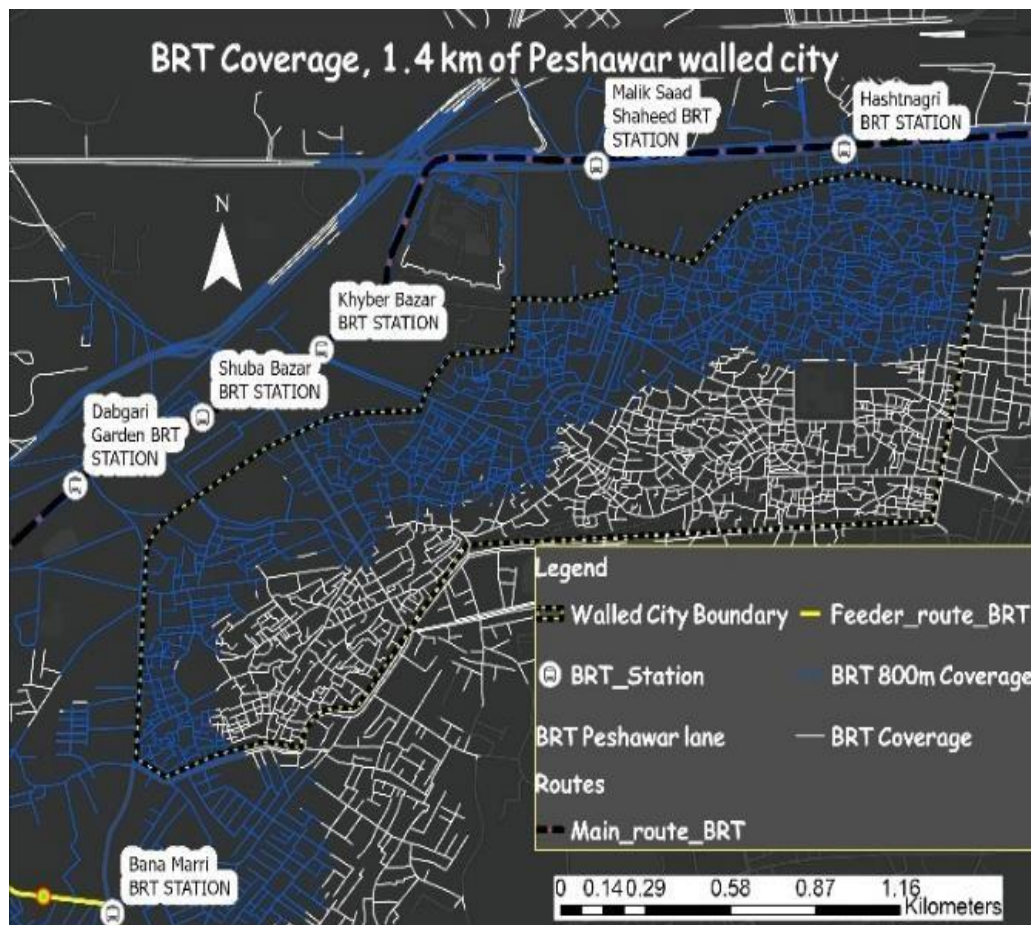 BRT Coverage, 1.4 km of Peshawar walled city
Malik Saad
Shaheed BRT
STATION
Hashtnagri
BRT STATION
N
Khyber Bazar
BRT STATION
Shuba Bazar
BRT STATION
Dabgari
Garden BRT
STATION
Legend
Walled City Boundary
Feeder_route_BRT
BRT_Station
BRT 800m Coverage
BRT Peshawar lane
BRT Coverage
Routes
Main_route_BRT
Bana Marri
BRT STATION
0 0.14 0.29 0.58 0.87 1.16
Kilometers